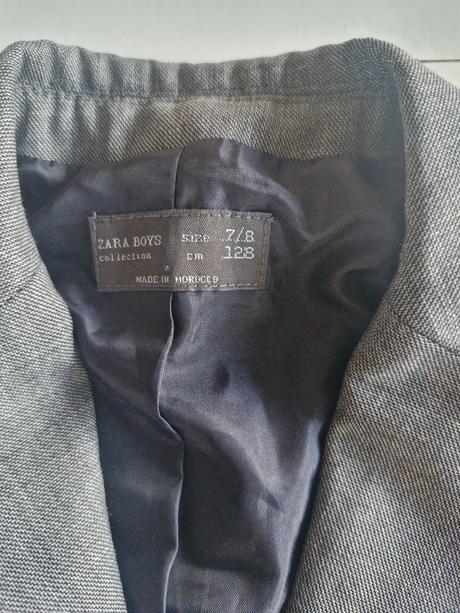 ZARA BOYS SIZE 7/8
collection cm 128
MADE IN MOROCCO